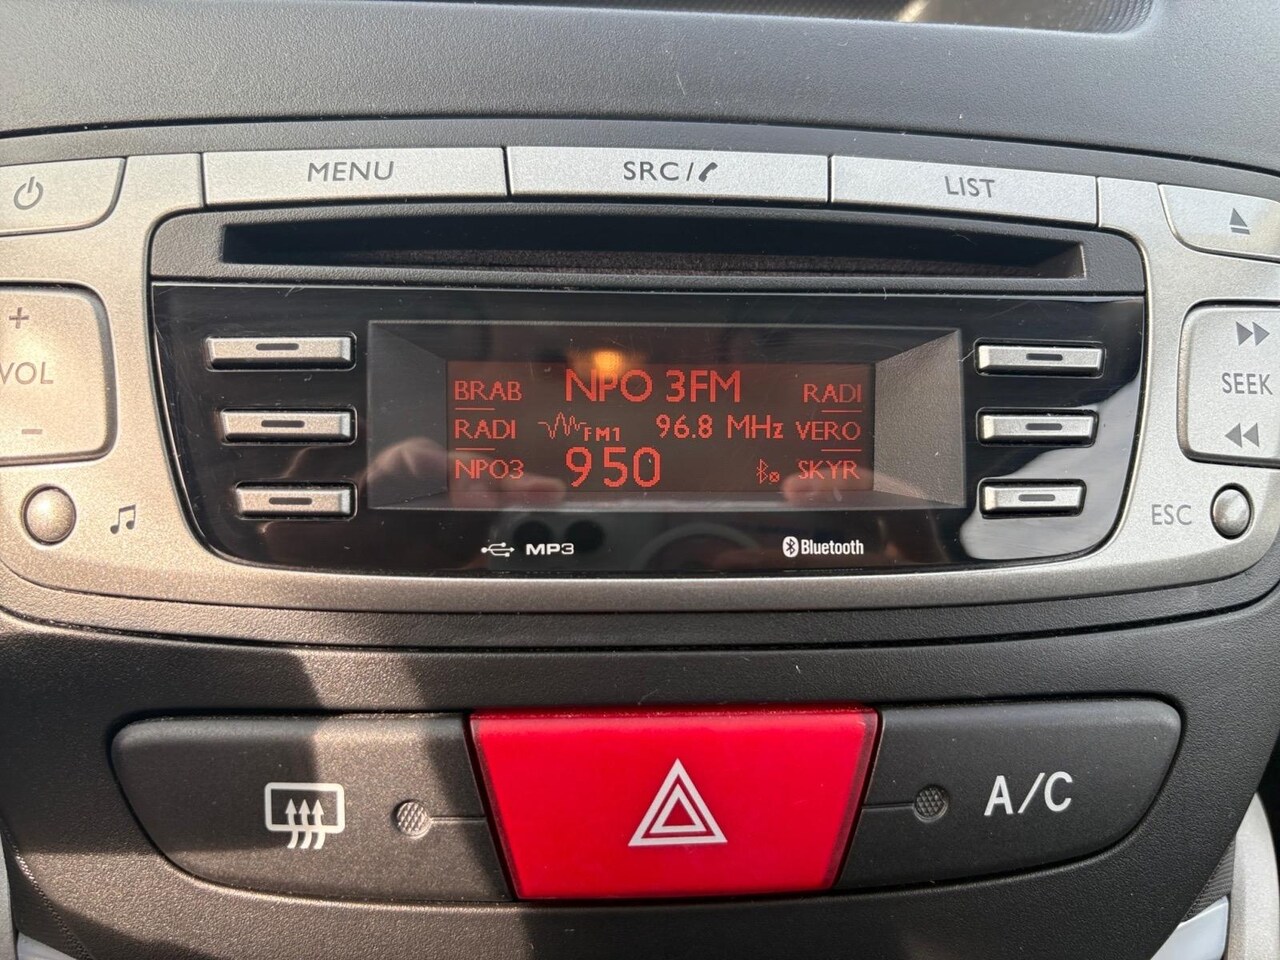 MENU
SRC/
LIST
+
VOL
-
SEEK
ESC
BRAB NPO 3FM RADI
RADI FM1 96.8 MHz VERO
NPO3 950 SKYR
MP3
Bluetooth
A/C